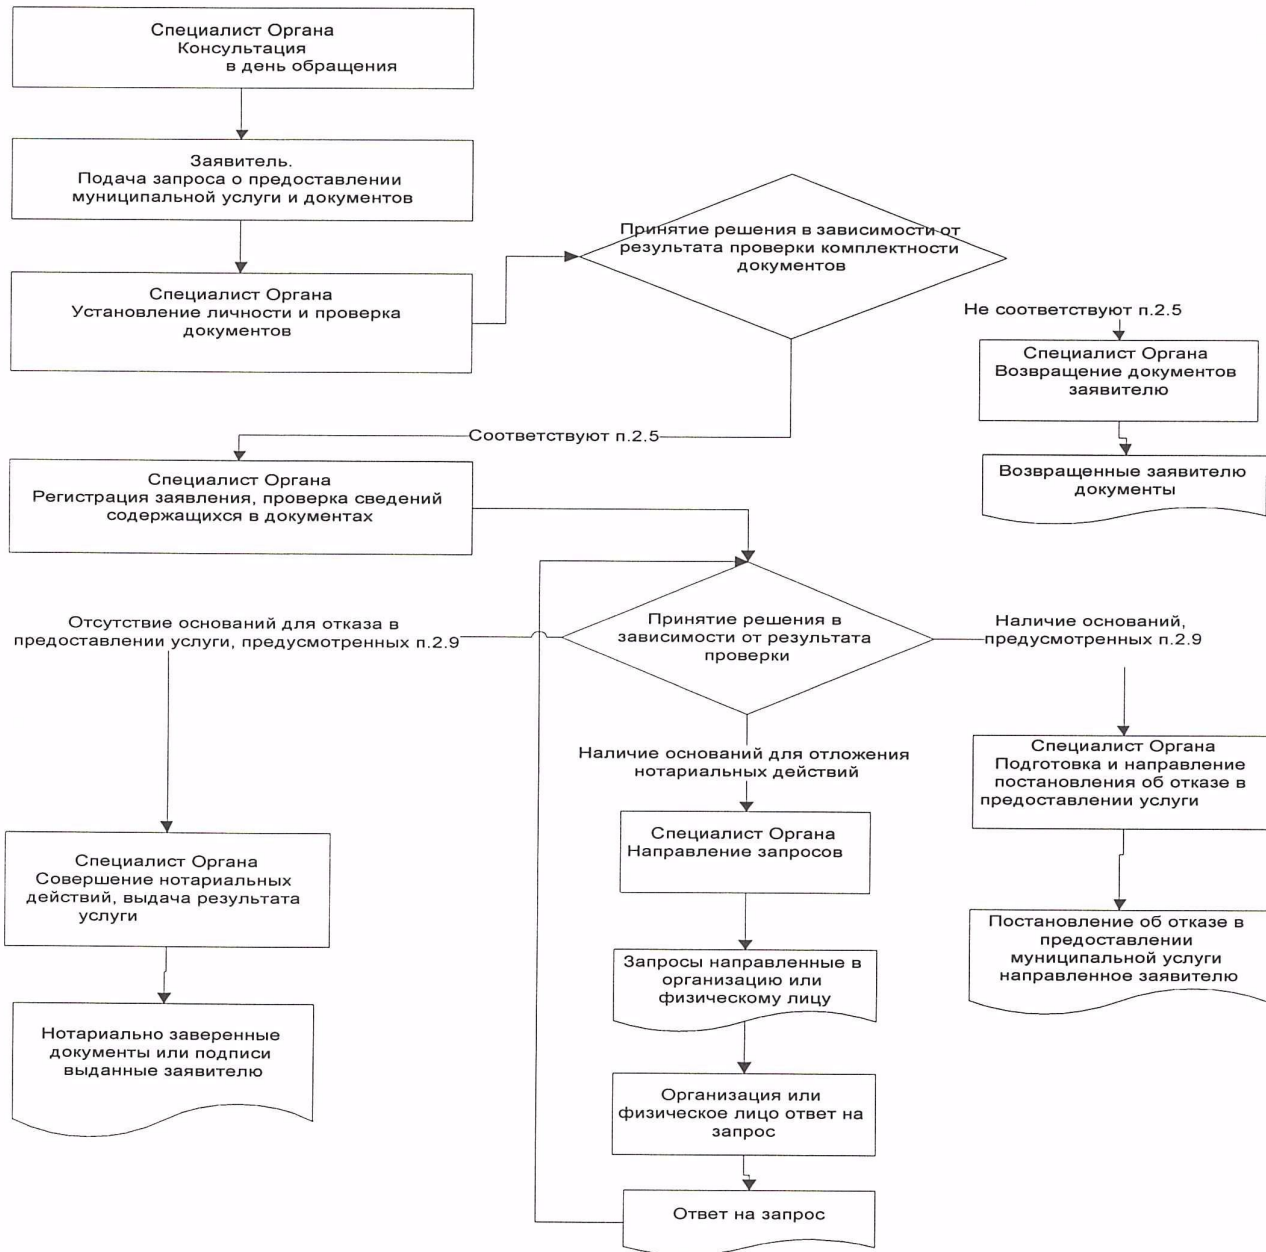 Специалист Органа
Консультация
в день обращения
Заявитель.
Подача запроса о предоставлении
муниципальной услуги и документов
Принятие решения в зависимости от
результата проверки комплектности
документов
Специалист Органа
Установление личности и проверка
документов
Не соответствуют п.2.5
Специалист Органа
Возвращение документов
заявителю
Соответствуют п.2.5
Возвращенные заявителю
документы
Специалист Органа
Регистрация заявления, проверка сведений
содержащихся в документах
Отсутствие оснований для отказа в
предоставлении услуги, предусмотренных п.2.9
Принятие решения в
зависимости от результата
проверки
Наличие оснований,
предусмотренных п.2.9
Наличие оснований для отложения
нотариальных действий
Специалист Органа
Подготовка и направление
постановления об отказе в
предоставлении услуги
Специалист Органа
Направление запросов
Специалист Органа
Совершение нотариальных
действий, выдача результата
услуги
Постановление об отказе в
предоставлении
муниципальной услуги
направленное заявителю
Запросы направленные в
организацию или
физическому лицу
Нотариально заверенные
документы или подписи
выданные заявителю
Организация или
физическое лицо ответ на
запрос
Ответ на запрос